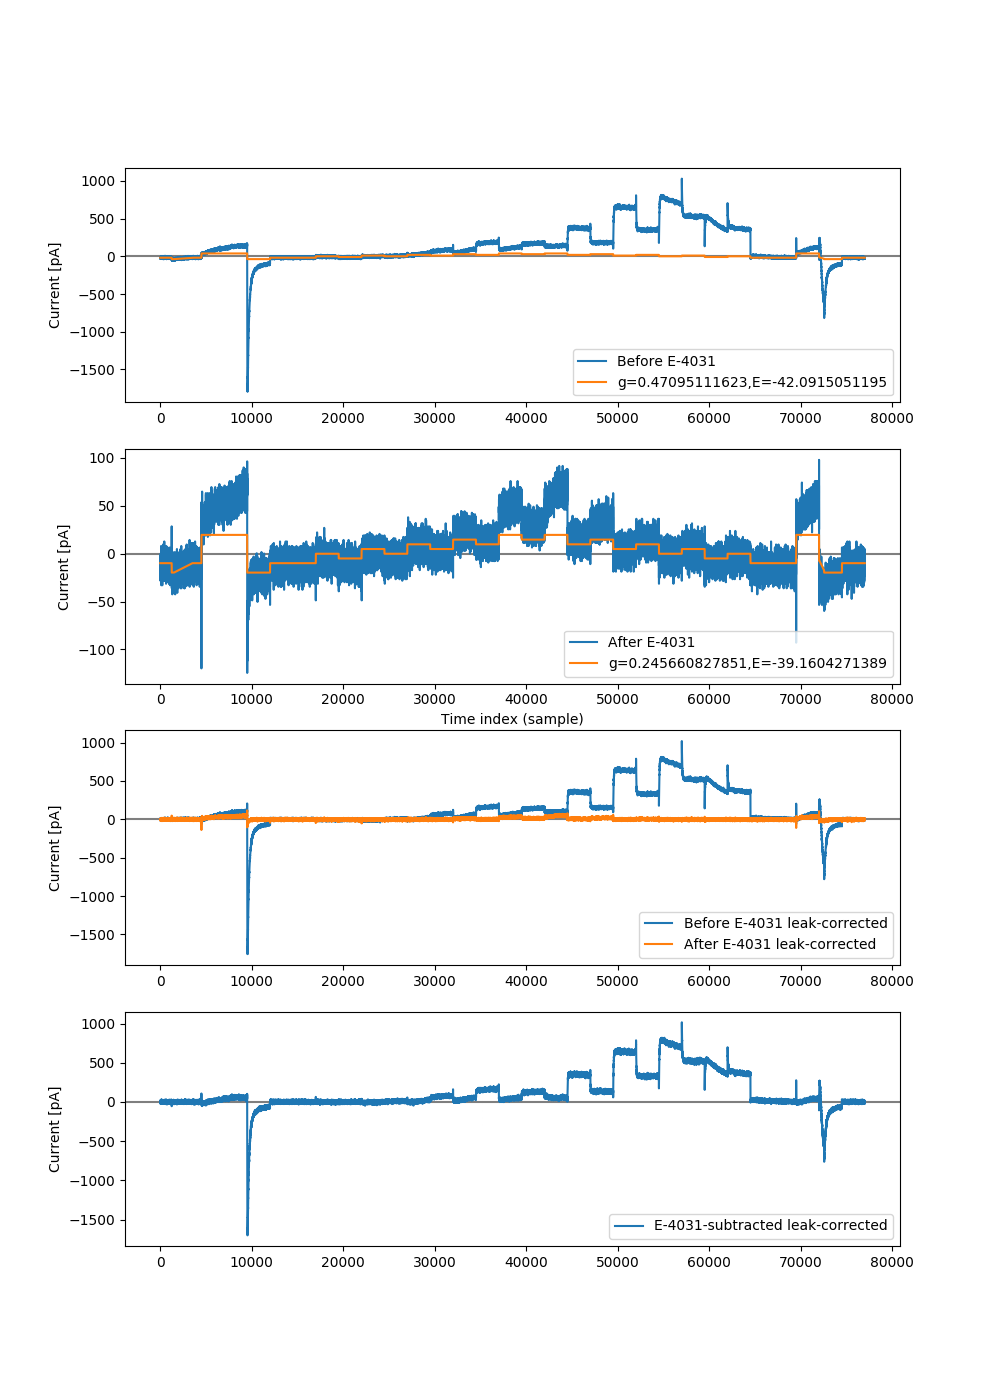 1000
500
0
−500
−1000
−1500
Current [pA]
Before E-4031
g=0.47095111623,E=-42.0915051195
0 10000 20000 30000 40000 50000 60000 70000 80000
100
50
0
−50
−100
Current [pA]
After E-4031
g=0.245660827851,E=-39.1604271389
0 10000 20000 30000 40000 50000 60000 70000 80000
Time index (sample)
1000
500
0
−500
−1000
−1500
Current [pA]
Before E-4031 leak-corrected
After E-4031 leak-corrected
0 10000 20000 30000 40000 50000 60000 70000 80000
1000
500
0
−500
−1000
−1500
Current [pA]
E-4031-subtracted leak-corrected
0 10000 20000 30000 40000 50000 60000 70000 80000